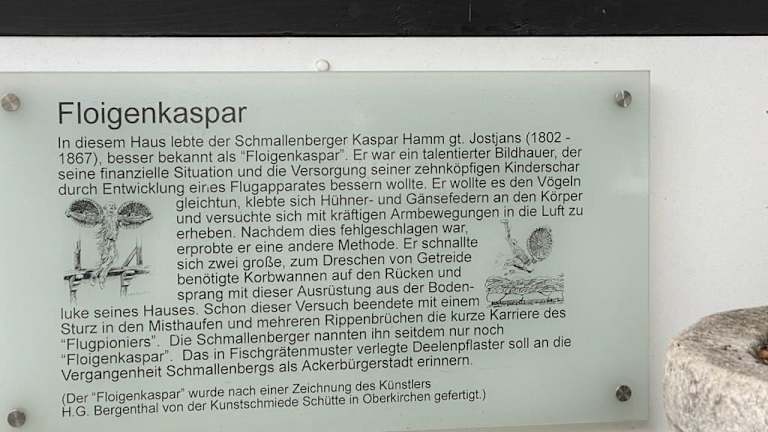 Floigenkaspar
In diesem Haus lebte der Schmallenberger Kaspar Hamm gt. Jostjans (1802 -
1867), besser bekannt als "Floigenkaspar". Er war ein talentierter Bildhauer, der
seine finanzielle Situation und die Versorgung seiner zehnköpfigen Kinderschar
durch Entwicklung eines Flugapparates bessern wollte. Er wollte es den Vögeln
gleichtun, klebte sich Hühner- und Gänsefedern an den Körper
und versuchte sich mit kräftigen Armbewegungen in die Luft zu
erheben. Nachdem dies fehlgeschlagen war,
erprobte er eine andere Methode. Er schnallte
sich zwei große, zum Dreschen von Getreide
benötigte Korbwannen auf den Rücken und
sprang mit dieser Ausrüstung aus der Boden-
luke seines Hauses. Schon dieser Versuch beendete mit einem
Sturz in den Misthaufen und mehreren Rippenbrüchen die kurze Karriere des
"Flugpioniers". Die Schmallenberger nannten ihn seitdem nur noch
"Floigenkaspar". Das in Fischgrätenmuster verlegte Deelenpflaster soll an die
Vergangenheit Schmallenbergs als Ackerbürgerstadt erinnern.
(Der "Floigenkaspar" wurde nach einer Zeichnung des Künstlers
H.G. Bergenthal von der Kunstschmiede Schütte in Oberkirchen gefertigt.)